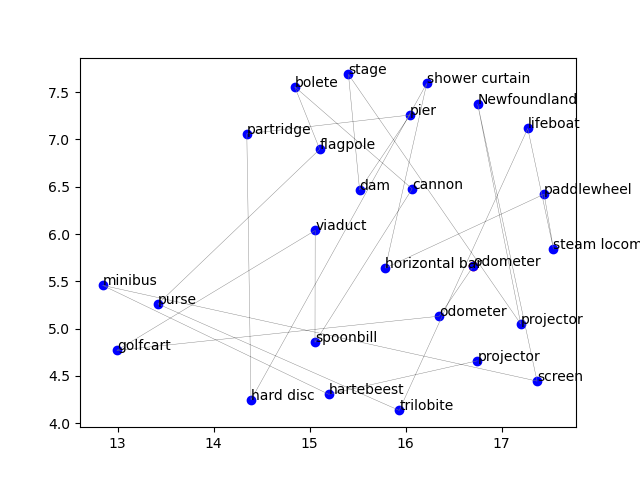 stage
shower curtain
bolete
7.5
Newfoundland
pier
lifeboat
partridge
7.0
flagpole
dam
cannon
6.5
paddlewheel
viaduct
6.0
steam locom
horizontal ba
odometer
5.5
minibus
purse
odometer
projector
5.0
golfcart
spoonbill
projector
4.5
screen
hard disc
hartebeest
trilobite
4.0
13
14
15
16
17